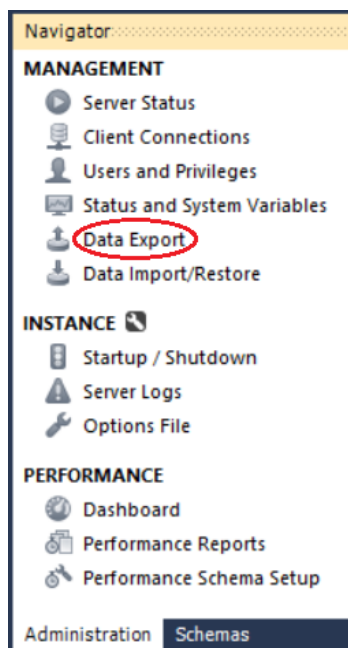 Navigator
MANAGEMENT
Server Status
Client Connections
Users and Privileges
Status and System Variables
Data Export
Data Import/Restore
INSTANCE
Startup / Shutdown
Server Logs
Options File
PERFORMANCE
Dashboard
Performance Reports
Performance Schema Setup
Administration Schemas